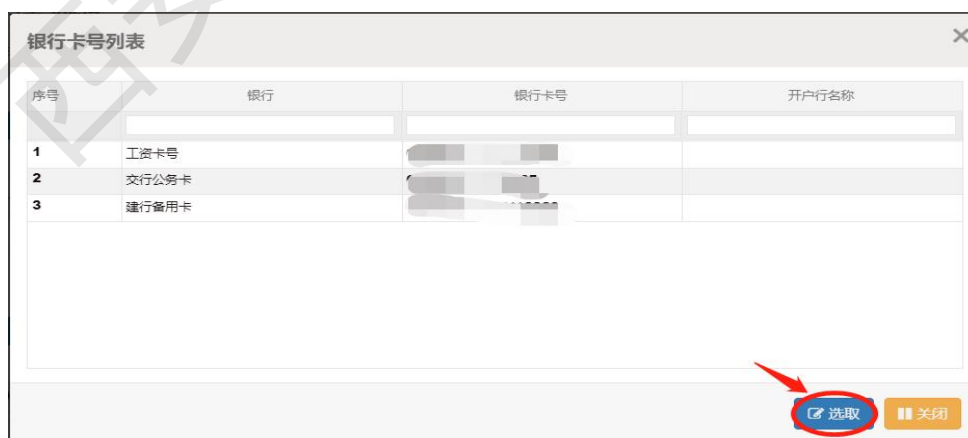 银行卡号列表
序号 银行 银行卡号 开户行名称
1 工资卡号
2 交行公务卡
3 建行备用卡
选取 关闭